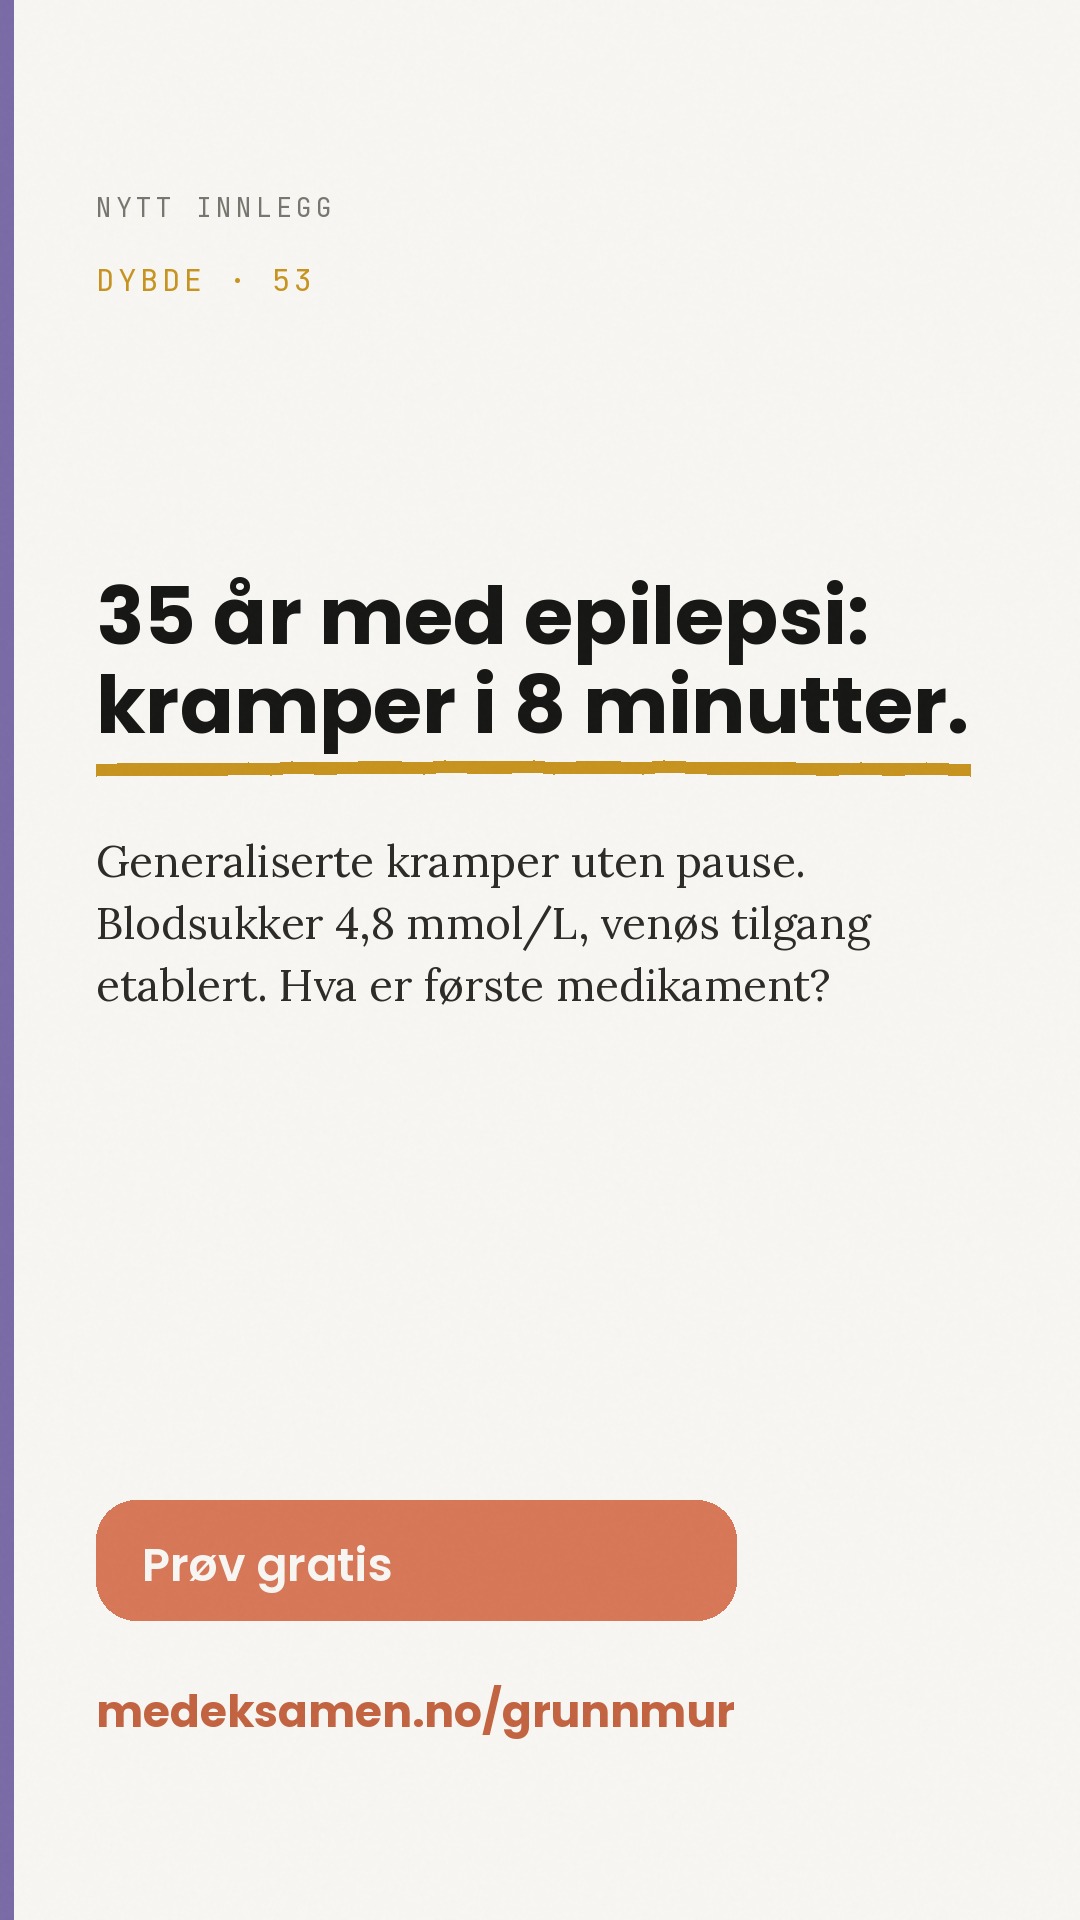 NYTT INNLEGG
DYBDE · 53
35 år med epilepsi:
kramper i 8 minutter.
Generaliserte kramper uten pause.
Blodsukker 4,8 mmol/L, venøs tilgang
etablert. Hva er første medikament?
Prøv gratis
medeksamen.no/grunnmur